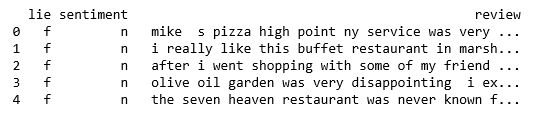 lie sentiment review
0 f n mike s pizza high point ny service was very ...
1 f n i really like this buffet restaurant in marsh...
2 f n after i went shopping with some of my friend ...
3 f n olive oil garden was very disappointing i ex...
4 f n the seven heaven restaurant was never known f...